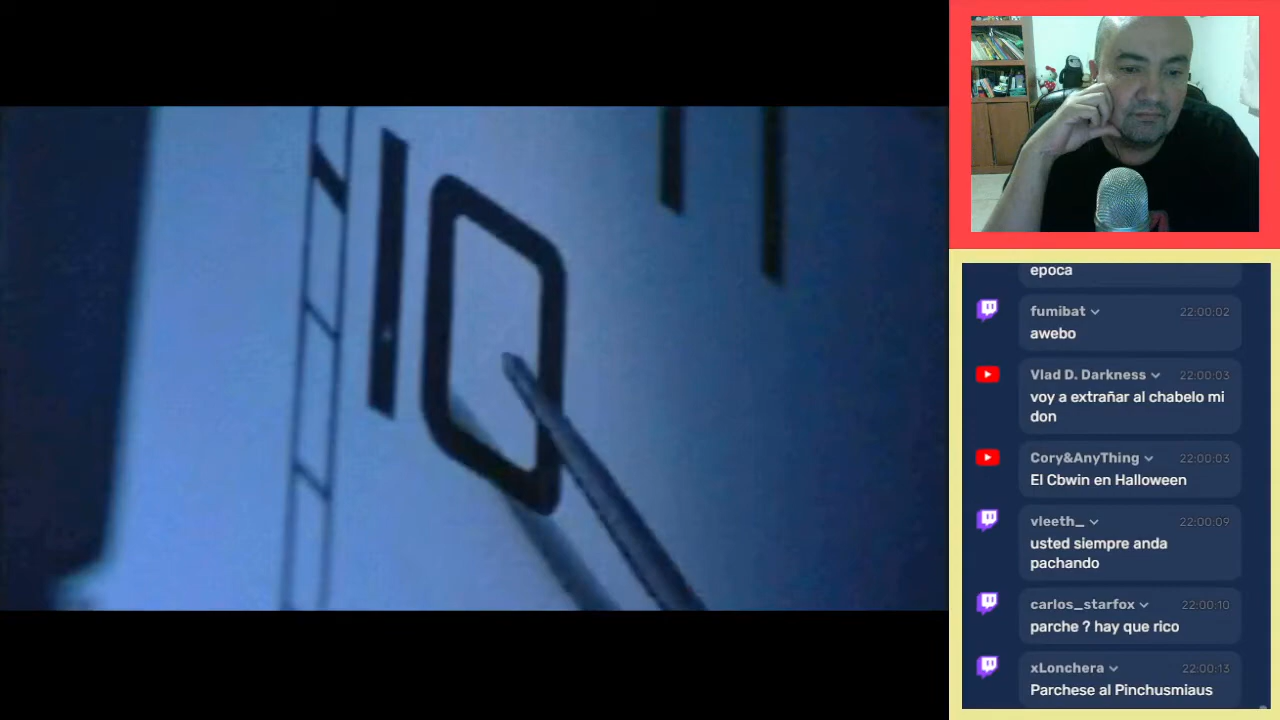 10
epoca
fumibat 22:00:02
awebo
Vlad D. Darkness 22:00:03
voy a extrañar al chabelo mi
don
Cory&AnyThing 22:00:03
El Cbwin en Halloween
vleeth_ 22:00:09
usted siempre anda
pachando
carlos_starfox 22:00:10
parche ? hay que rico
xLonchera 22:00:13
Parchese al Pinchusmiaus